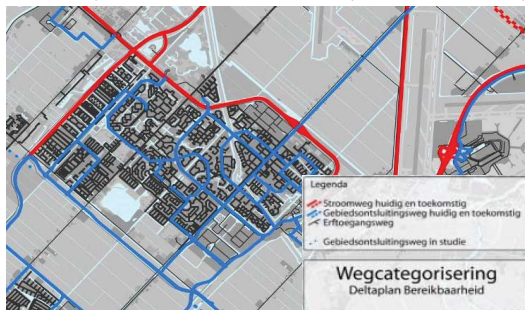 Legenda
Stroomweg huidig en toekomstig
Gebiedsontsluitingsweg huidig en toekomstig
Erftoegangsweg
Gebiedsontsluitingsweg in studie
Wegcategorisering
Deltaplan Bereikbaarheid